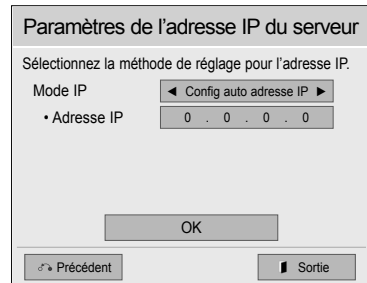 Paramètres de l'adresse IP du serveur
Sélectionnez la méthode de réglage pour l'adresse IP.
Mode IP ◄ Config auto adresse IP ►
• Adresse IP 0 . 0 . 0 . 0
OK
Précédent Sortie